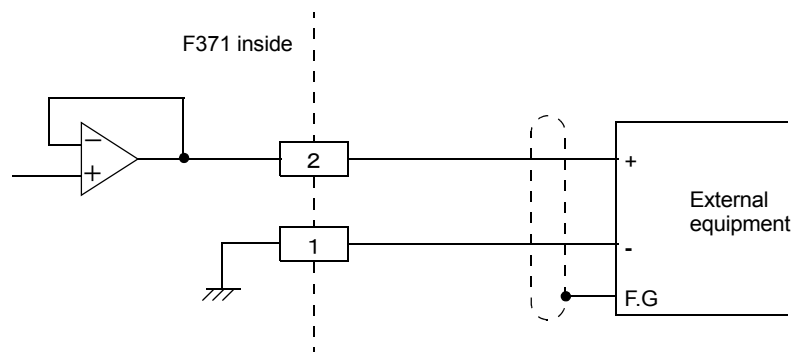 F371 inside
−
+
2
+
External
equipment
1
-
F.G